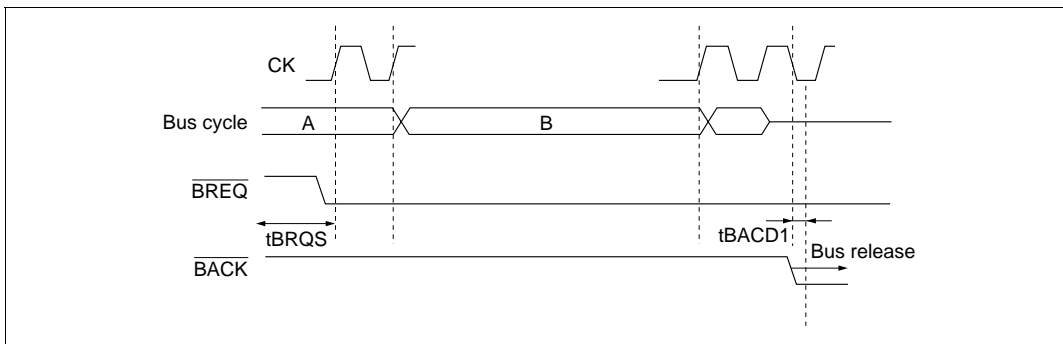 CK
Bus cycle
A
B
BREQ
tBRQS
tBACD1
Bus release
BACK